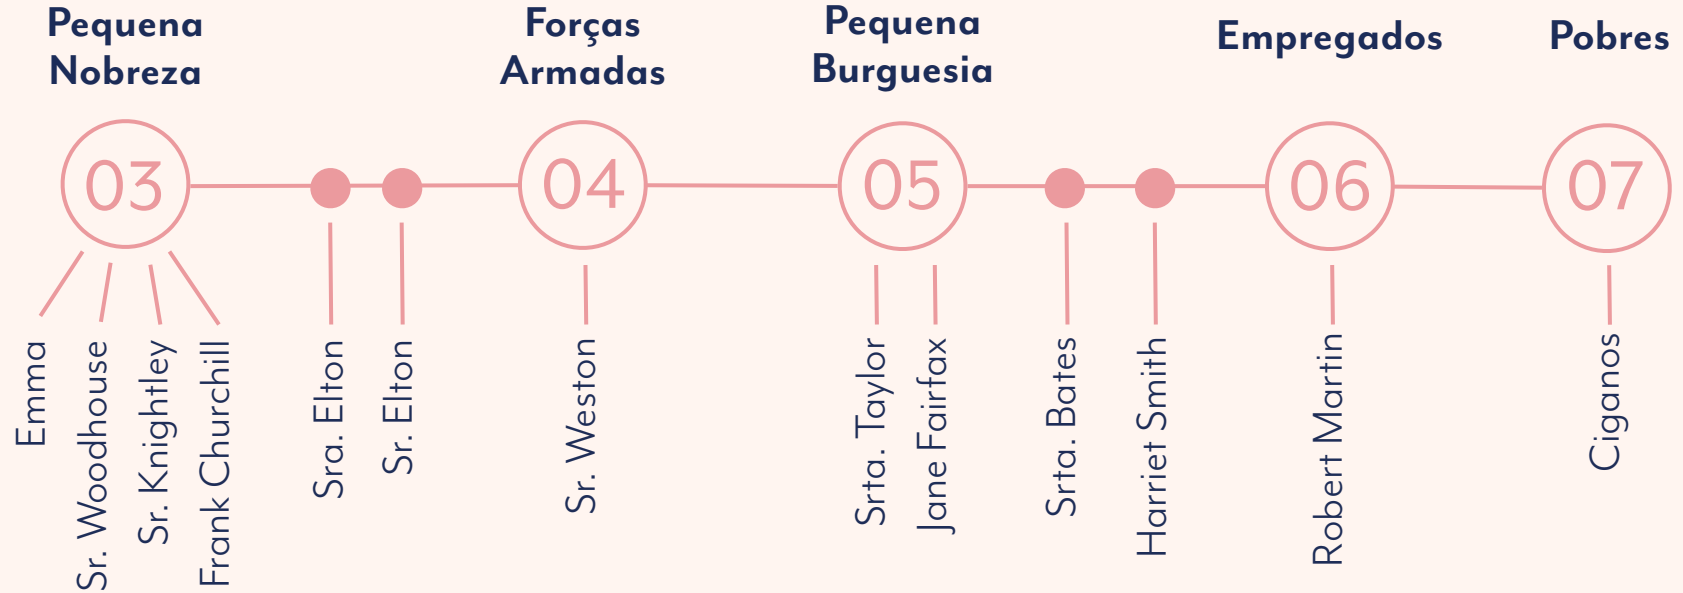 Pequena
Nobreza
Forças
Armadas
Pequena
Burguesia
Empregados
Pobres
03
04
05
06
07
Emma
Sr. Woodhouse
Sr. Knightley
Frank Churchill
Sra. Elton
Sr. Elton
Sr. Weston
Srta. Taylor
Jane Fairfax
Srta. Bates
Harriet Smith
Robert Martin
Ciganos